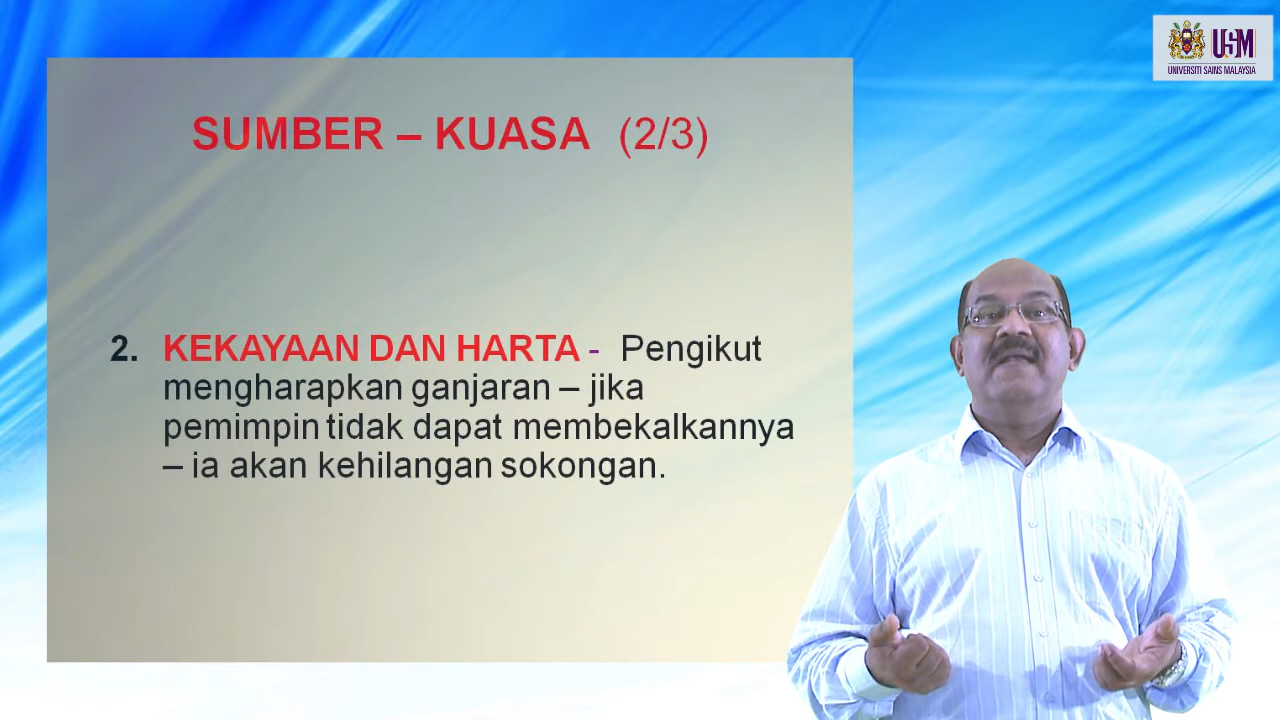 USM
UNIVERSITI SAINS MALAYSIA
SUMBER – KUASA (2/3)
2. KEKAYAAN DAN HARTA - Pengikut
mengharapkan ganjaran – jika
pemimpin tidak dapat membekalkannya
– ia akan kehilangan sokongan.